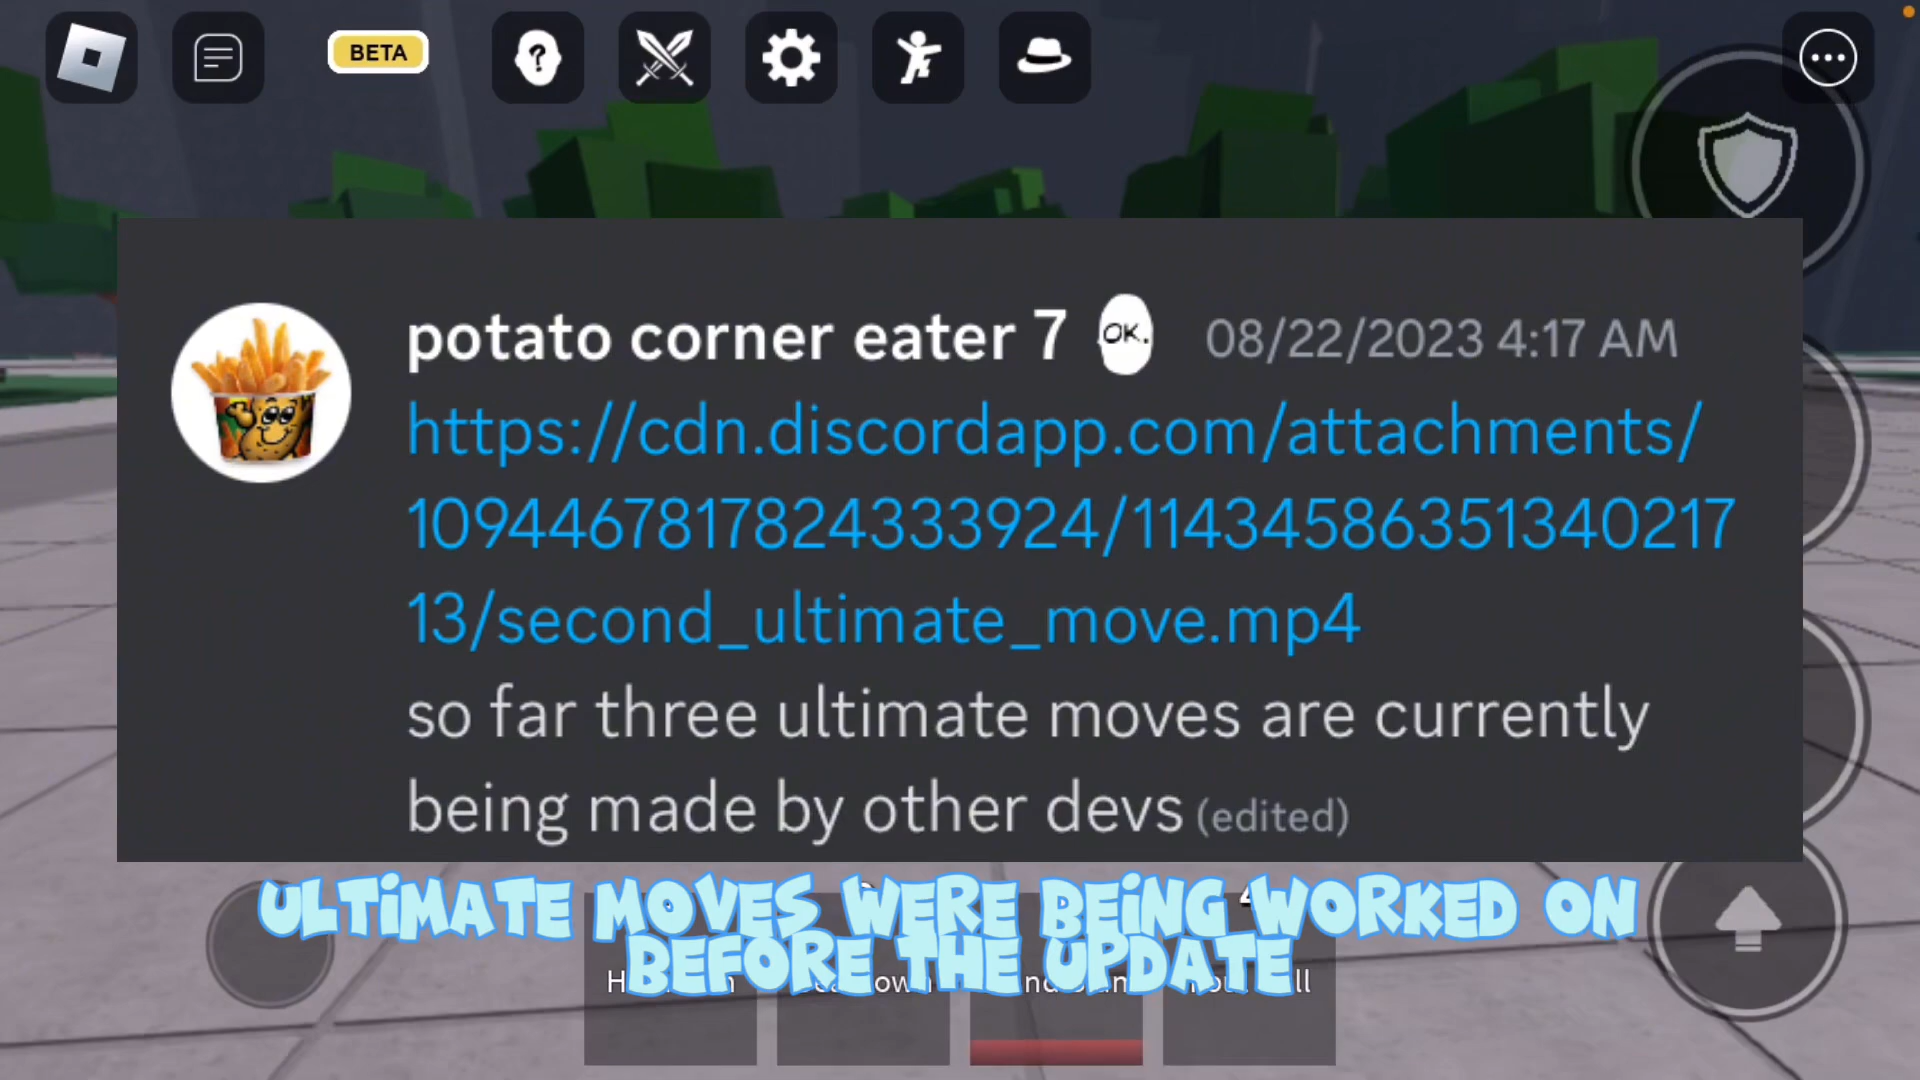 BETA
?
potato corner eater 7 OK. 08/22/2023 4:17 AM
https://cdn.discordapp.com/attachments/
1094467817824333924/11434586351340217
13/second_ultimate_move.mp4
so far three ultimate moves are currently
being made by other devs (edited)
ULTIMATE MOVES WERE BEING WORKED ON
BEFORE THE UPDATE